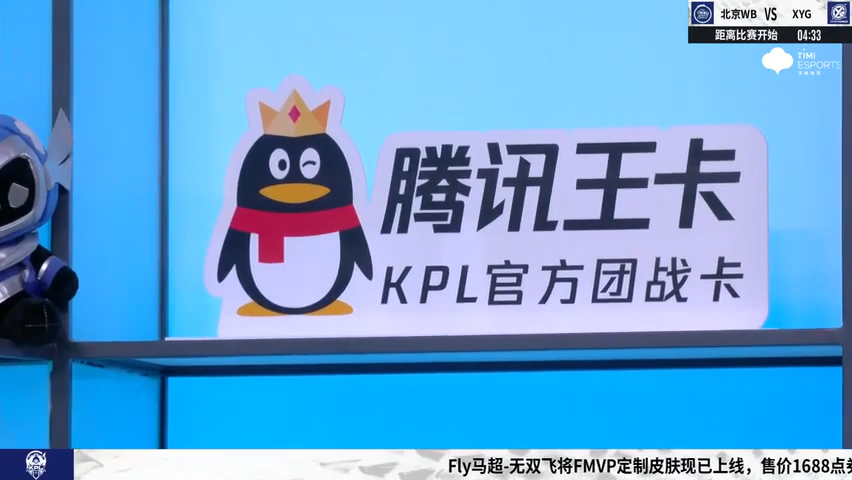 北京WB VS XYG
距离比赛开始 04:33
TiMi
ESPORTS
腾讯王卡
KPL官方团战卡
KPL
Fly马超-无双飞将FMVP定制皮肤现已上线，售价1688点券